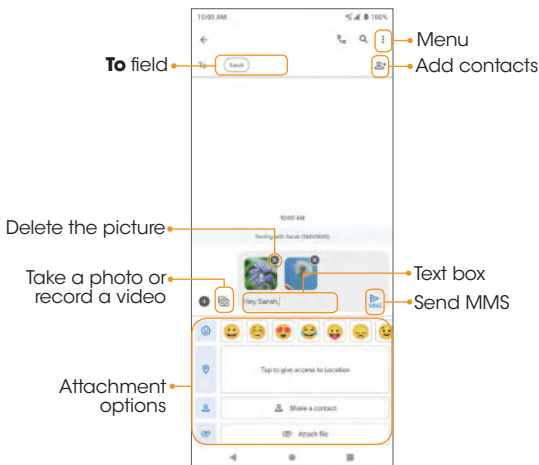 10:00 AM
100%
Menu
To field
To
Sarah
Add contacts
10:00 AM
Texting with Sarah (SMS/MMS)
Delete the picture
Take a photo or
record a video
Hey Sarah,
Text box
MMS
Send MMS
Tap to give access to Location
Attachment
options
Share a contact
Attach file